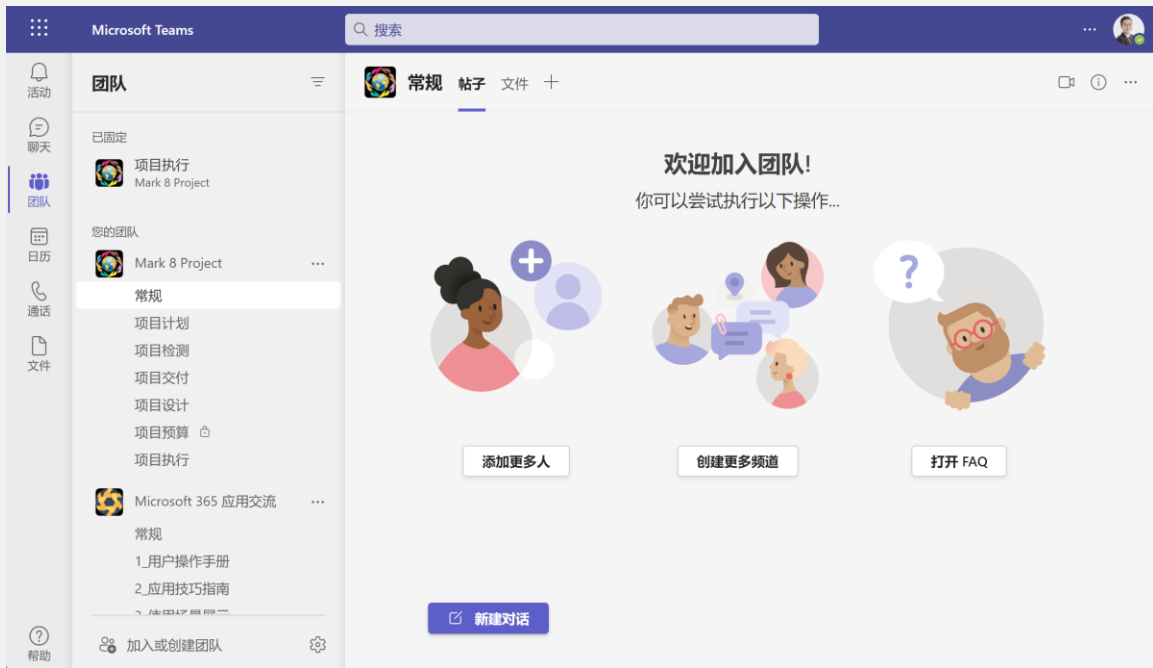 Microsoft Teams
搜索
活动
聊天
团队
日历
通话
文件
帮助
团队
已固定
项目执行
Mark 8 Project
您的团队
Mark 8 Project
常规
项目计划
项目检测
项目交付
项目设计
项目预算
项目执行
Microsoft 365 应用交流
常规
1_用户操作手册
2_应用技巧指南
加入或创建团队
常规 帖子 文件
欢迎加入团队!
你可以尝试执行以下操作...
添加更多人
创建更多频道
打开 FAQ
新建对话